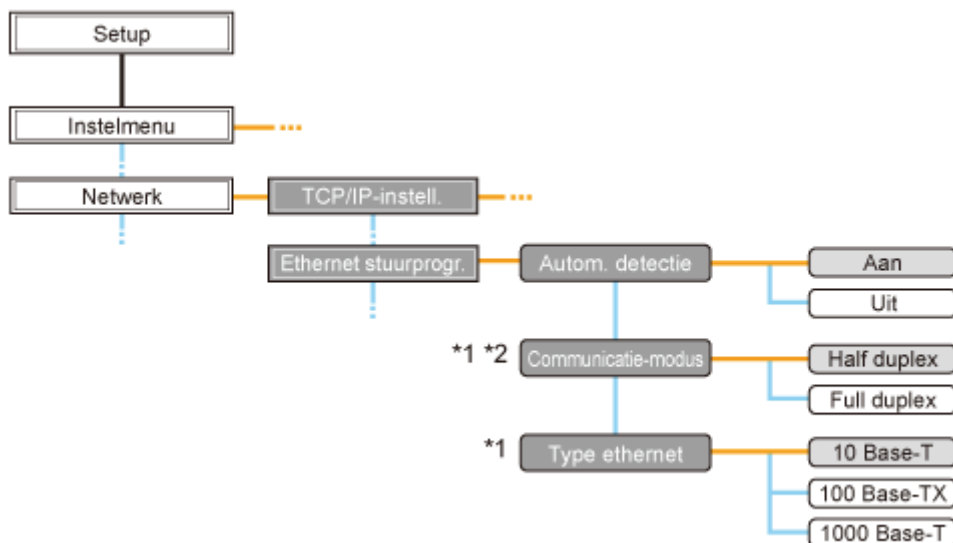 Setup
Instelmenu
Netwerk
TCP/IP-instell.
Ethernet stuurprogr.
Autom. detectie
Aan
Uit
*1 *2
Communicatie-modus
Half duplex
Full duplex
*1
Type ethernet
10 Base-T
100 Base-TX
1000 Base-T